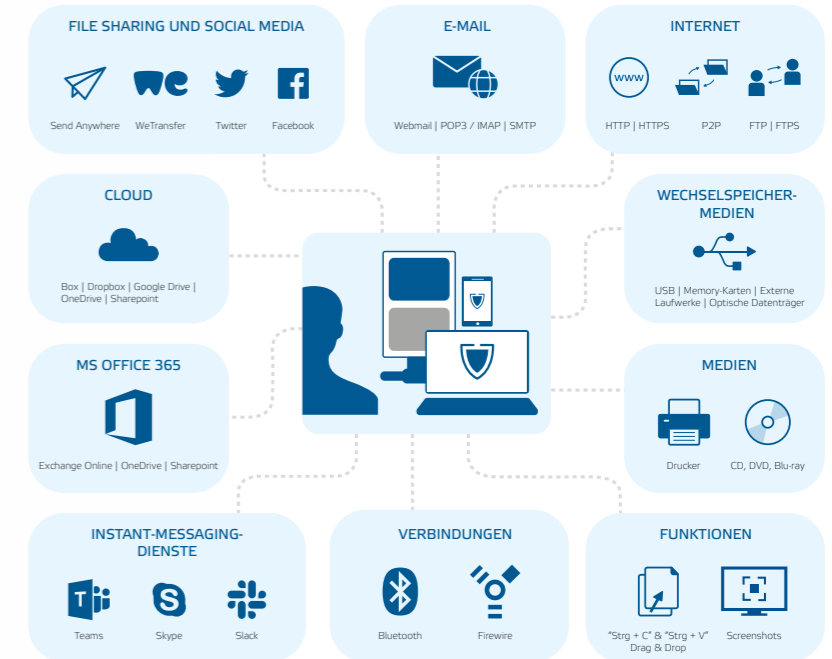 FILE SHARING UND SOCIAL MEDIA
Send Anywhere
WeTransfer
Twitter
Facebook
E-MAIL
Webmail | POP3 / IMAP | SMTP
INTERNET
www
HTTP | HTTPS
P2P
FTP | FTPS
CLOUD
Box | Dropbox | Google Drive |
OneDrive | Sharepoint
WECHSELSPEICHER-
MEDIEN
USB | Memory-Karten | Externe
Laufwerke | Optische Datenträger
MS OFFICE 365
Exchange Online | OneDrive | Sharepoint
MEDIEN
Drucker
CD, DVD, Blu-ray
INSTANT-MESSAGING-
DIENSTE
T
Teams
S
Skype
Slack
VERBINDUNGEN
Bluetooth
Firewire
FUNKTIONEN
"Strg + C" & "Strg + V"
Drag & Drop
Screenshots